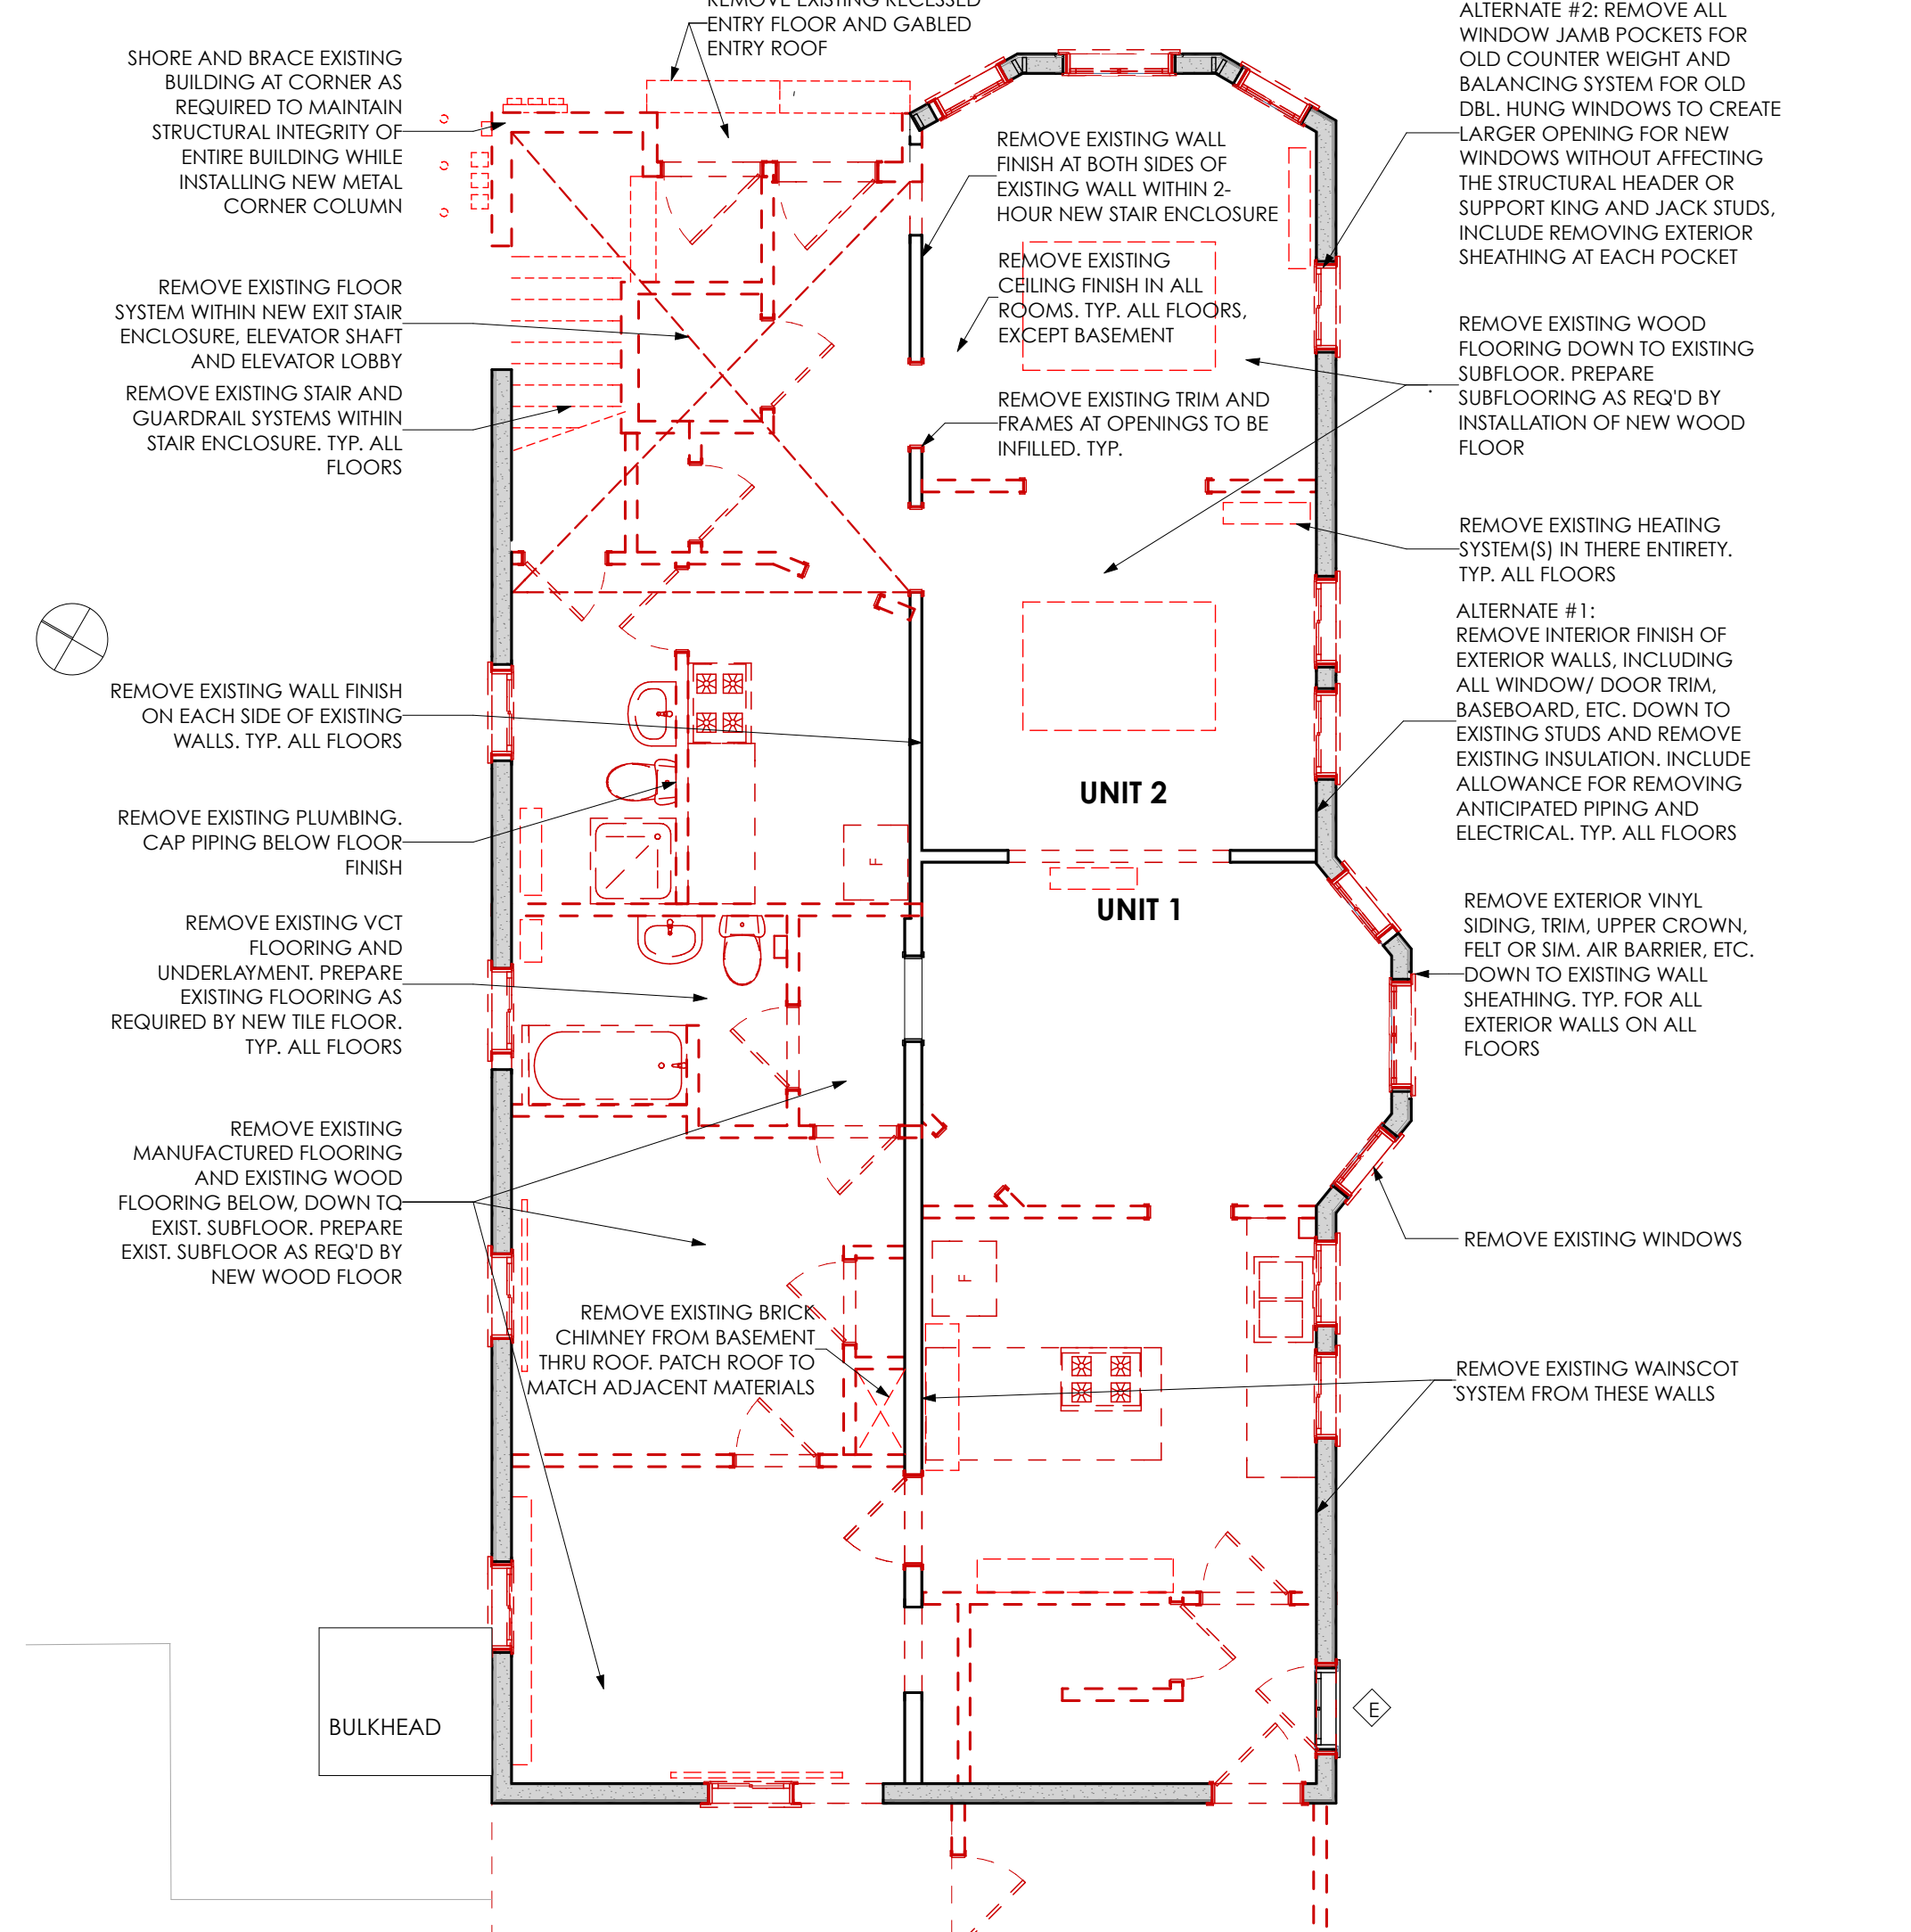 REMOVE EXISTING RECESSED
ENTRY FLOOR AND GABLED
ENTRY ROOF
SHORE AND BRACE EXISTING
BUILDING AT CORNER AS
REQUIRED TO MAINTAIN
STRUCTURAL INTEGRITY OF
ENTIRE BUILDING WHILE
INSTALLING NEW METAL
CORNER COLUMN
REMOVE EXISTING FLOOR
SYSTEM WITHIN NEW EXIT STAIR
ENCLOSURE, ELEVATOR SHAFT
AND ELEVATOR LOBBY
REMOVE EXISTING STAIR AND
GUARDRAIL SYSTEMS WITHIN
STAIR ENCLOSURE. TYP. ALL
FLOORS
REMOVE EXISTING WALL FINISH
ON EACH SIDE OF EXISTING
WALLS. TYP. ALL FLOORS
REMOVE EXISTING PLUMBING.
CAP PIPING BELOW FLOOR
FINISH
REMOVE EXISTING VCT
FLOORING AND
UNDERLAYMENT. PREPARE
EXISTING FLOORING AS
REQUIRED BY NEW TILE FLOOR.
TYP. ALL FLOORS
REMOVE EXISTING
MANUFACTURED FLOORING
AND EXISTING WOOD
FLOORING BELOW, DOWN TO
EXIST. SUBFLOOR. PREPARE
EXIST. SUBFLOOR AS REQ'D BY
NEW WOOD FLOOR
BULKHEAD
REMOVE EXISTING WALL
FINISH AT BOTH SIDES OF
EXISTING WALL WITHIN 2-
HOUR NEW STAIR ENCLOSURE
REMOVE EXISTING
CEILING FINISH IN ALL
ROOMS. TYP. ALL FLOORS,
EXCEPT BASEMENT
REMOVE EXISTING TRIM AND
FRAMES AT OPENINGS TO BE
INFILLED. TYP.
UNIT 2
UNIT 1
F
F
REMOVE EXISTING BRICK
CHIMNEY FROM BASEMENT
THRU ROOF. PATCH ROOF TO
MATCH ADJACENT MATERIALS
ALTERNATE #2: REMOVE ALL
WINDOW JAMB POCKETS FOR
OLD COUNTER WEIGHT AND
BALANCING SYSTEM FOR OLD
DBL. HUNG WINDOWS TO CREATE
LARGER OPENING FOR NEW
WINDOWS WITHOUT AFFECTING
THE STRUCTURAL HEADER OR
SUPPORT KING AND JACK STUDS,
INCLUDE REMOVING EXTERIOR
SHEATHING AT EACH POCKET
REMOVE EXISTING WOOD
FLOORING DOWN TO EXISTING
SUBFLOOR. PREPARE
SUBFLOORING AS REQ'D BY
INSTALLATION OF NEW WOOD
FLOOR
REMOVE EXISTING HEATING
SYSTEM(S) IN THERE ENTIRETY.
TYP. ALL FLOORS
ALTERNATE #1:
REMOVE INTERIOR FINISH OF
EXTERIOR WALLS, INCLUDING
ALL WINDOW/ DOOR TRIM,
BASEBOARD, ETC. DOWN TO
EXISTING STUDS AND REMOVE
EXISTING INSULATION. INCLUDE
ALLOWANCE FOR REMOVING
ANTICIPATED PIPING AND
ELECTRICAL. TYP. ALL FLOORS
REMOVE EXTERIOR VINYL
SIDING, TRIM, UPPER CROWN,
FELT OR SIM. AIR BARRIER, ETC.
DOWN TO EXISTING WALL
SHEATHING. TYP. FOR ALL
EXTERIOR WALLS ON ALL
FLOORS
REMOVE EXISTING WINDOWS
REMOVE EXISTING WAINSCOT
SYSTEM FROM THESE WALLS
E